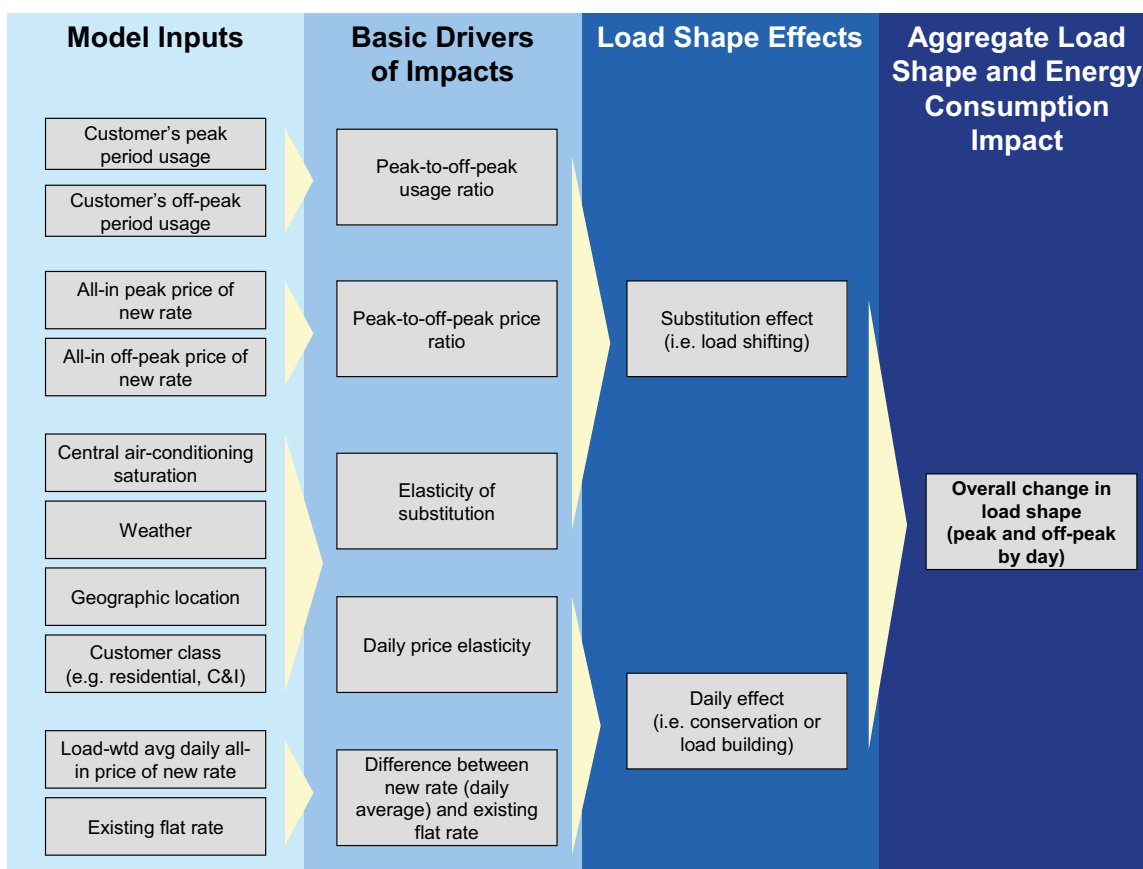 Model Inputs
Customer's peak
period usage
Customer's off-peak
period usage
All-in peak price of
new rate
All-in off-peak price of
new rate
Central air-conditioning
saturation
Weather
Geographic location
Customer class
(e.g. residential, C&I)
Load-wtd avg daily all-
in price of new rate
Existing flat rate
Basic Drivers
of Impacts
Peak-to-off-peak
usage ratio
Peak-to-off-peak price
ratio
Elasticity of
substitution
Daily price elasticity
Difference between
new rate (daily
average) and existing
flat rate
Load Shape Effects
Substitution effect
(i.e. load shifting)
Daily effect
(i.e. conservation or
load building)
Aggregate Load
Shape and Energy
Consumption
Impact
Overall change in
load shape
(peak and off-peak
by day)